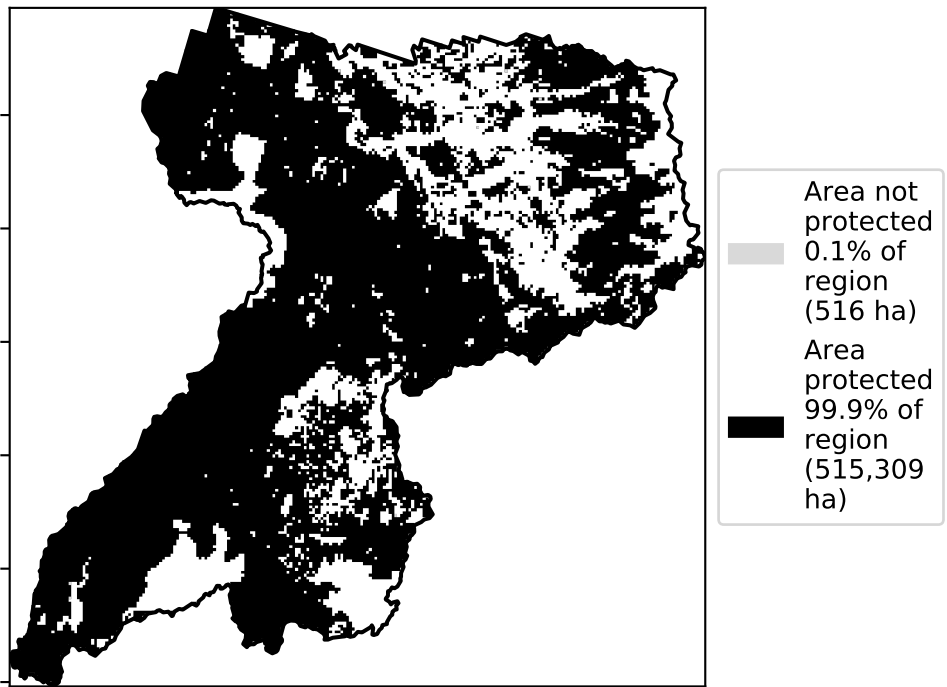 Area not
protected
0.1% of
region
(516 ha)
Area
protected
99.9% of
region
(515,309
ha)